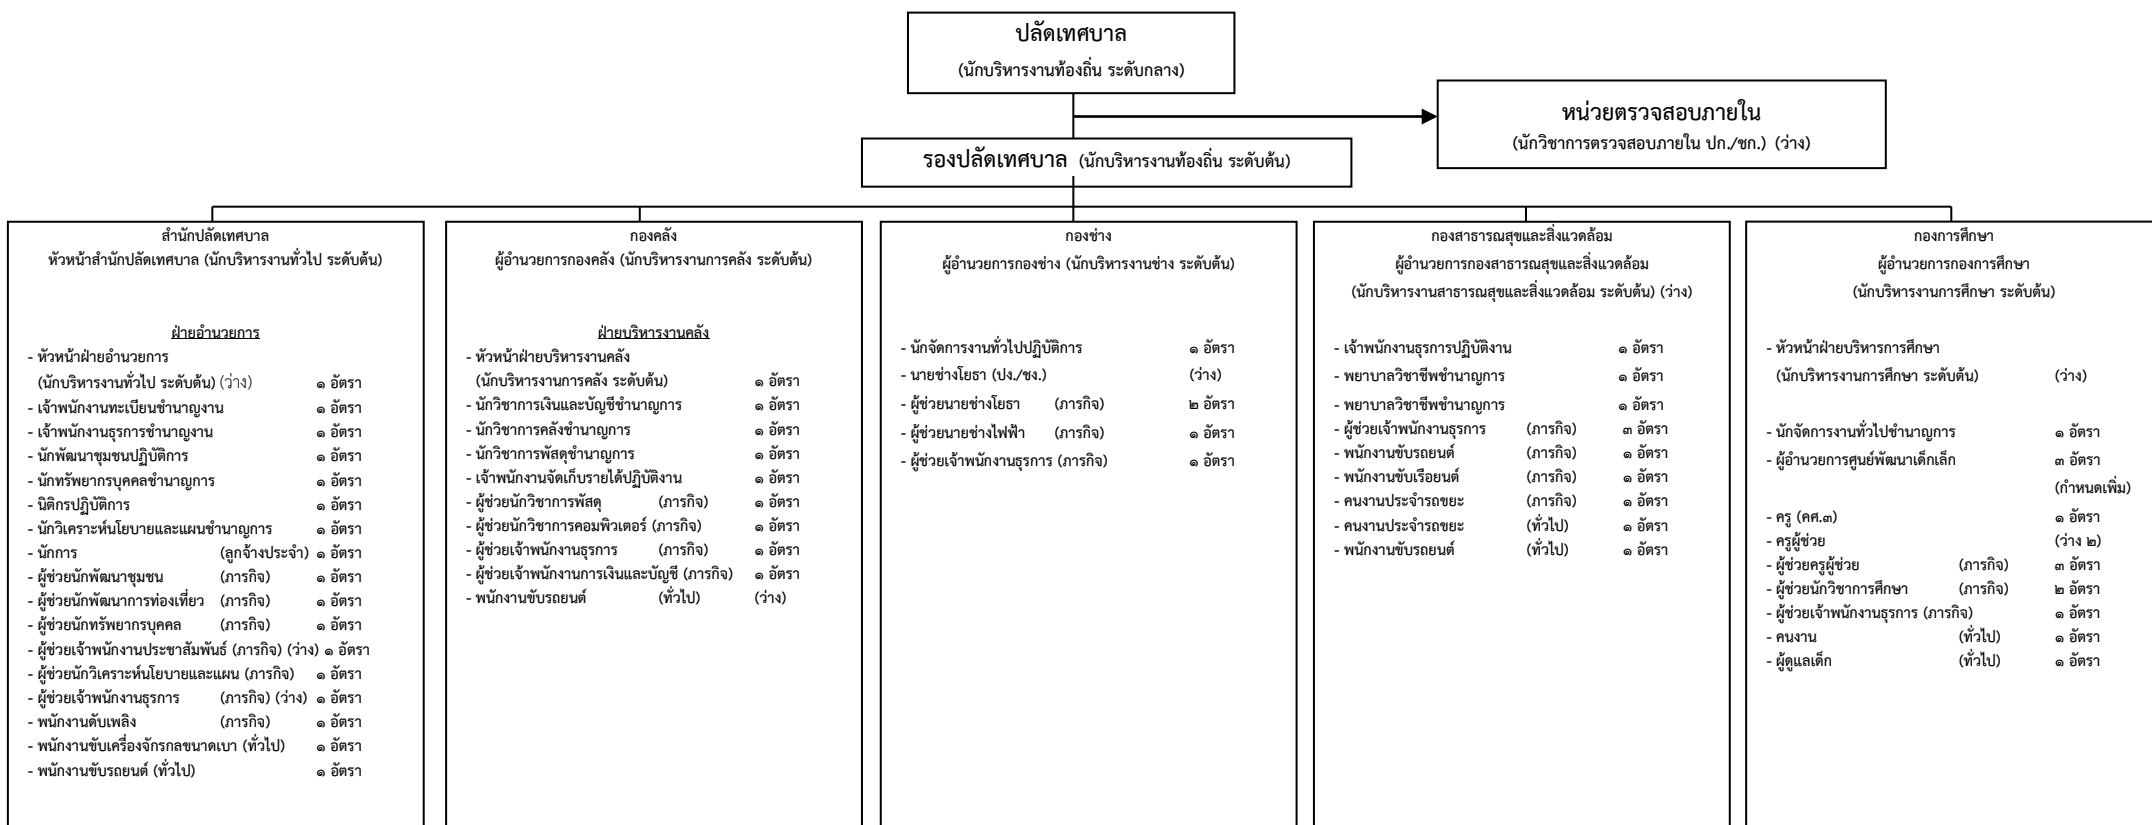 ปลัดเทศบาล
(นักบริหารงานท้องถิ่น ระดับกลาง)
หน่วยตรวจสอบภายใน
(นักวิชาการตรวจสอบภายใน ปก./ชก.) (ว่าง)
รองปลัดเทศบาล (นักบริหารงานท้องถิ่น ระดับต้น)
สำนักปลัดเทศบาล
หัวหน้าสำนักปลัดเทศบาล (นักบริหารงานทั่วไป ระดับต้น)
ฝ่ายอำนวยการ
- หัวหน้าฝ่ายอำนวยการ
(นักบริหารงานทั่วไป ระดับต้น) (ว่าง) ๑ อัตรา
- เจ้าพนักงานทะเบียนชำนาญงาน ๑ อัตรา
- เจ้าพนักงานธุรการชำนาญงาน ๑ อัตรา
- นักพัฒนาชุมชนปฏิบัติการ ๑ อัตรา
- นักทรัพยากรบุคคลชำนาญการ ๑ อัตรา
- นิติกรปฏิบัติการ ๑ อัตรา
- นักวิเคราะห์นโยบายและแผนชำนาญการ ๑ อัตรา
- นักการ (ลูกจ้างประจำ) ๑ อัตรา
- ผู้ช่วยนักพัฒนาชุมชน (ภารกิจ) ๑ อัตรา
- ผู้ช่วยนักพัฒนาการท่องเที่ยว (ภารกิจ) ๑ อัตรา
- ผู้ช่วยนักทรัพยากรบุคคล (ภารกิจ) ๑ อัตรา
- ผู้ช่วยเจ้าพนักงานประชาสัมพันธ์ (ภารกิจ) (ว่าง) ๑ อัตรา
- ผู้ช่วยนักวิเคราะห์นโยบายและแผน (ภารกิจ) ๑ อัตรา
- ผู้ช่วยเจ้าพนักงานธุรการ (ภารกิจ) (ว่าง) ๑ อัตรา
- พนักงานดับเพลิง (ภารกิจ) ๑ อัตรา
- พนักงานขับเครื่องจักรกลขนาดเบา (ทั่วไป) ๑ อัตรา
- พนักงานขับรถยนต์ (ทั่วไป) ๑ อัตรา
กองคลัง
ผู้อำนวยการกองคลัง (นักบริหารงานการคลัง ระดับต้น)
ฝ่ายบริหารงานคลัง
- หัวหน้าฝ่ายบริหารงานคลัง
(นักบริหารงานการคลัง ระดับต้น) ๑ อัตรา
- นักวิชาการเงินและบัญชีชำนาญการ ๑ อัตรา
- นักวิชาการคลังชำนาญการ ๑ อัตรา
- นักวิชาการพัสดุชำนาญการ ๑ อัตรา
- เจ้าพนักงานจัดเก็บรายได้ปฏิบัติงาน ๑ อัตรา
- ผู้ช่วยนักวิชาการพัสดุ (ภารกิจ) ๑ อัตรา
- ผู้ช่วยนักวิชาการคอมพิวเตอร์ (ภารกิจ) ๑ อัตรา
- ผู้ช่วยเจ้าพนักงานธุรการ (ภารกิจ) ๑ อัตรา
- ผู้ช่วยเจ้าพนักงานการเงินและบัญชี (ภารกิจ) ๑ อัตรา
- พนักงานขับรถยนต์ (ทั่วไป) (ว่าง)
กองช่าง
ผู้อำนวยการกองช่าง (นักบริหารงานช่าง ระดับต้น)
- นักจัดการงานทั่วไปปฏิบัติการ ๑ อัตรา
- นายช่างโยธา (ปง./ชง.) (ว่าง)
- ผู้ช่วยนายช่างโยธา (ภารกิจ) ๒ อัตรา
- ผู้ช่วยนายช่างไฟฟ้า (ภารกิจ) ๑ อัตรา
- ผู้ช่วยเจ้าพนักงานธุรการ (ภารกิจ) ๑ อัตรา
กองสาธารณสุขและสิ่งแวดล้อม
ผู้อำนวยการกองสาธารณสุขและสิ่งแวดล้อม
(นักบริหารงานสาธารณสุขและสิ่งแวดล้อม ระดับต้น) (ว่าง)
- เจ้าพนักงานธุรการปฏิบัติงาน ๑ อัตรา
- พยาบาลวิชาชีพชำนาญการ ๑ อัตรา
- พยาบาลวิชาชีพชำนาญการ ๑ อัตรา
- ผู้ช่วยเจ้าพนักงานธุรการ (ภารกิจ) ๓ อัตรา
- พนักงานขับรถยนต์ (ภารกิจ) ๑ อัตรา
- พนักงานขับเรือยนต์ (ภารกิจ) ๑ อัตรา
- คนงานประจำรถขยะ (ภารกิจ) ๑ อัตรา
- คนงานประจำรถขยะ (ทั่วไป) ๑ อัตรา
- พนักงานขับรถยนต์ (ทั่วไป) ๑ อัตรา
กองการศึกษา
ผู้อำนวยการกองการศึกษา
(นักบริหารงานการศึกษา ระดับต้น)
- หัวหน้าฝ่ายบริหารการศึกษา
(นักบริหารงานการศึกษา ระดับต้น) (ว่าง)
- นักจัดการงานทั่วไปชำนาญการ ๑ อัตรา
- ผู้อำนวยการศูนย์พัฒนาเด็กเล็ก ๓ อัตรา
(กำหนดเพิ่ม)
- ครู (คศ.๓) ๑ อัตรา
- ครูผู้ช่วย (ว่าง ๒)
- ผู้ช่วยครูผู้ช่วย (ภารกิจ) ๓ อัตรา
- ผู้ช่วยนักวิชาการศึกษา (ภารกิจ) ๒ อัตรา
- ผู้ช่วยเจ้าพนักงานธุรการ (ภารกิจ) ๑ อัตรา
- คนงาน (ทั่วไป) ๑ อัตรา
- ผู้ดูแลเด็ก (ทั่วไป) ๑ อัตรา